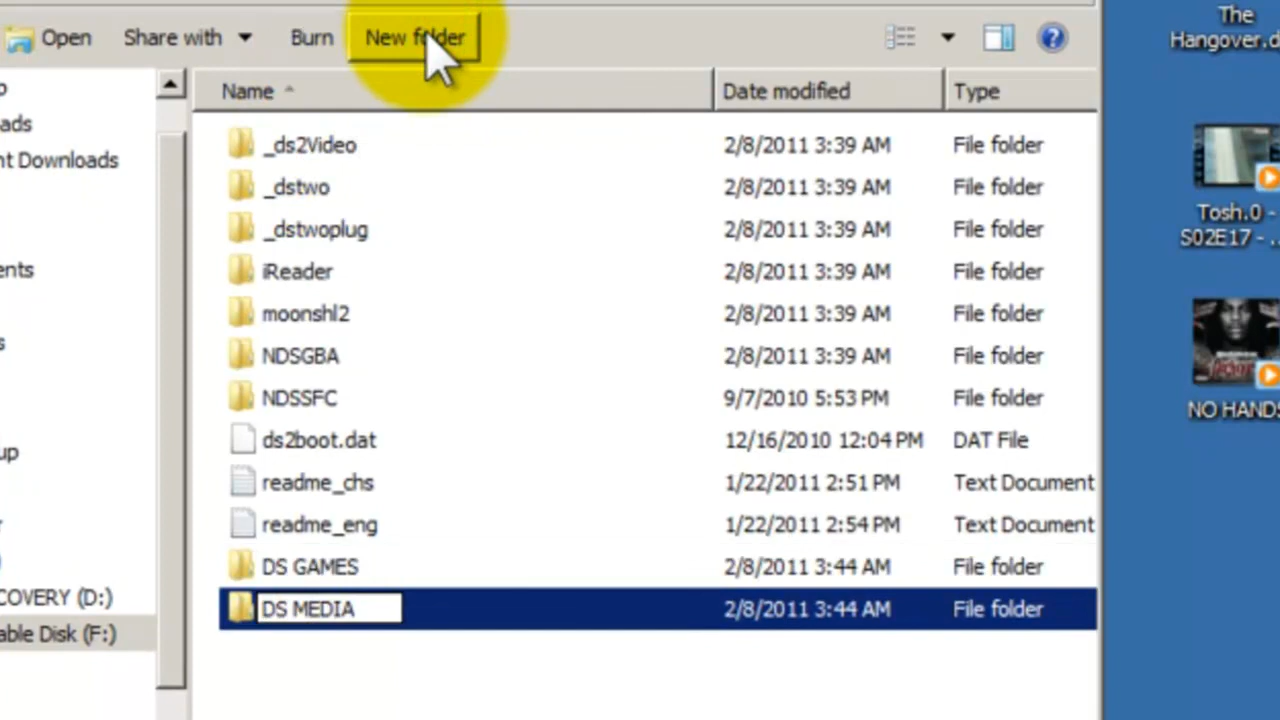 Open Share with Burn New folder
Name Date modified Type
_ds2Video 2/8/2011 3:39 AM File folder
_dstwo 2/8/2011 3:39 AM File folder
_dstwoplug 2/8/2011 3:39 AM File folder
iReader 2/8/2011 3:39 AM File folder
moonshl2 2/8/2011 3:39 AM File folder
NDSGBA 2/8/2011 3:39 AM File folder
NDSSFC 9/7/2010 5:53 PM File folder
ds2boot.dat 12/16/2010 12:04 PM DAT File
readme_chs 1/22/2011 2:51 PM Text Document
readme_eng 1/22/2011 2:54 PM Text Document
DS GAMES 2/8/2011 3:44 AM File folder
DS MEDIA 2/8/2011 3:44 AM File folder
ads
nt Downloads
ents
s
up
r
COVERY (D:)
able Disk (F:)
The
Hangover.d
Tosh.0 -
S02E17 - ...
NO HANDS